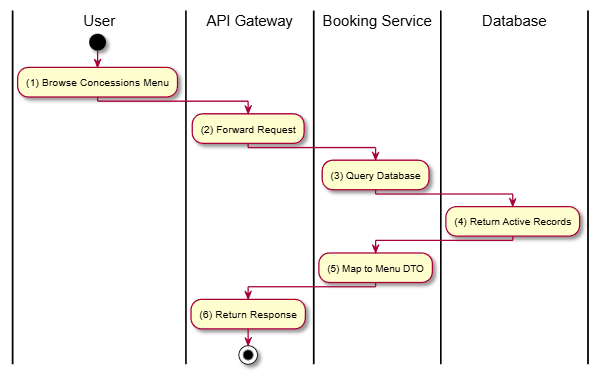 User
API Gateway
Booking Service
Database
(1) Browse Concessions Menu
(2) Forward Request
(3) Query Database
(4) Return Active Records
(5) Map to Menu DTO
(6) Return Response